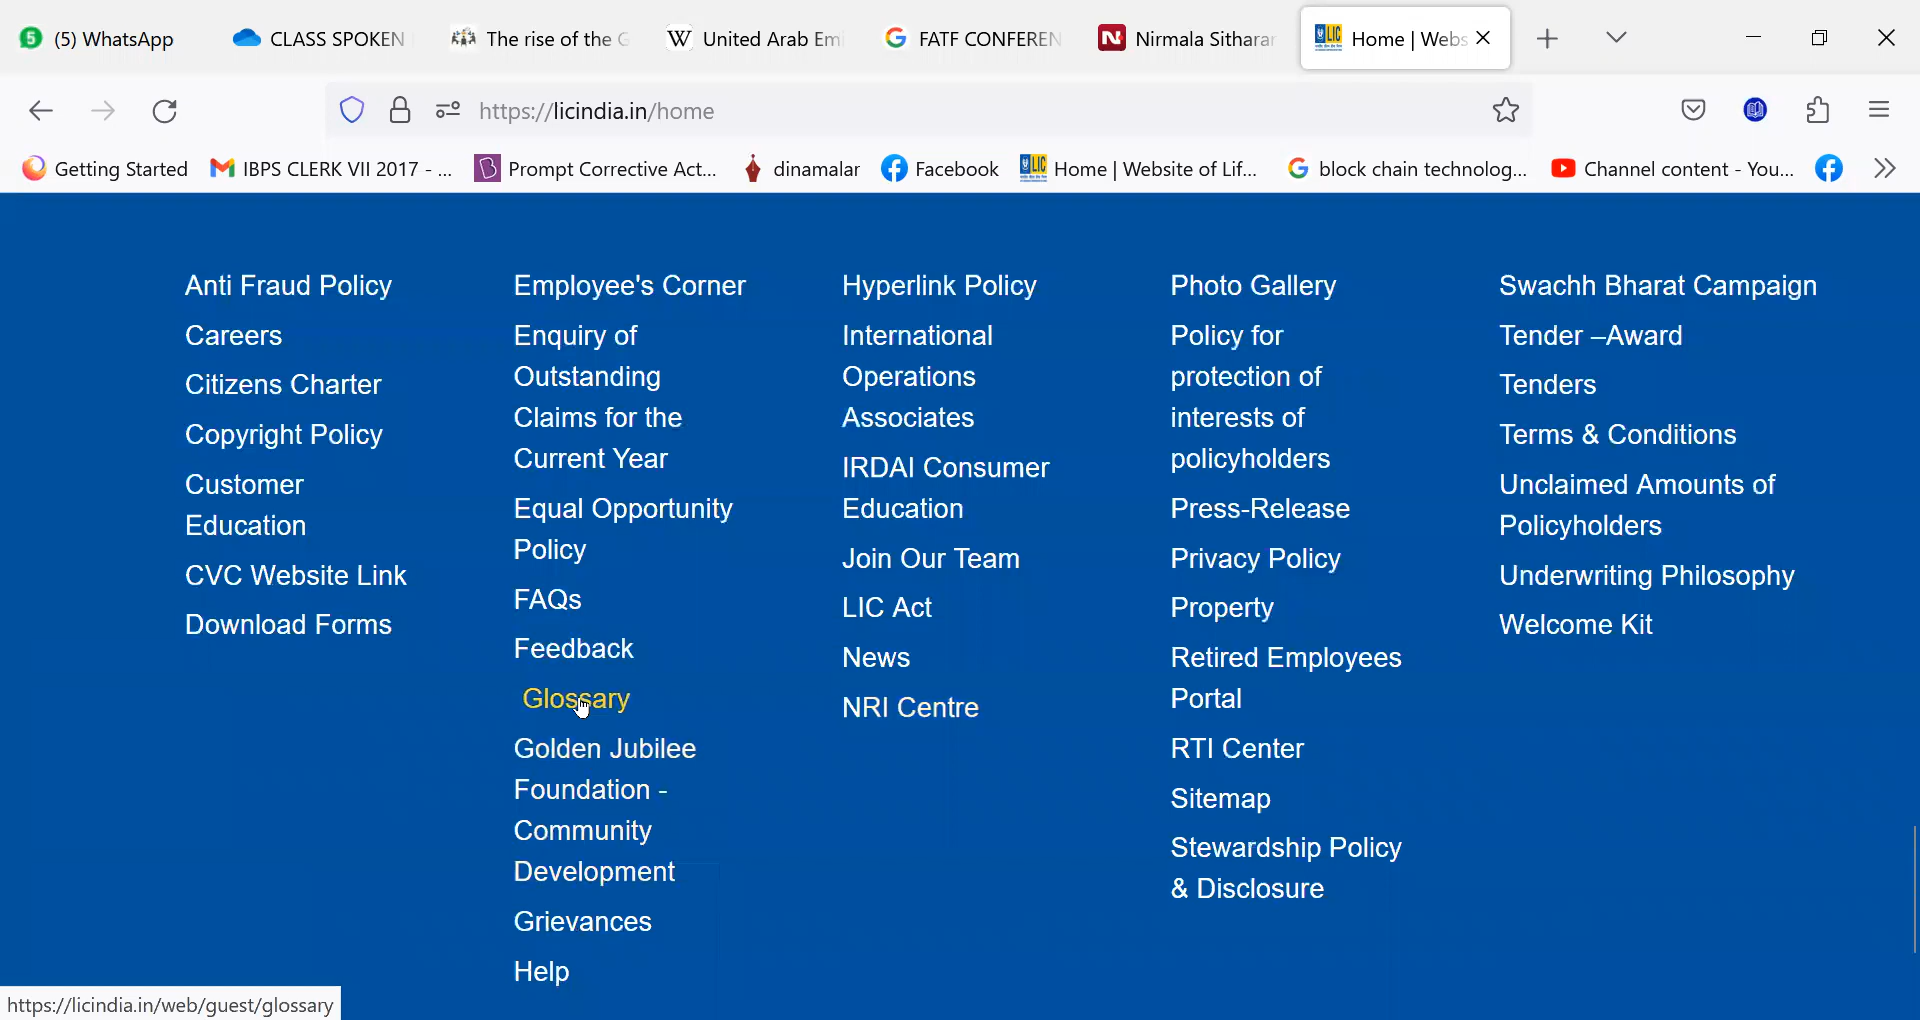 5 (5) WhatsApp
CLASS SPOKEN
The rise of the G
W United Arab Emi
G FATF CONFEREN
N Nirmala Sitharar
LIC Home | Webs
https://licindia.in/home
Getting Started
IBPS CLERK VII 2017 - ...
B Prompt Corrective Act...
dinamalar
Facebook
LIC Home | Website of Lif...
G block chain technolog...
Channel content - You...
Anti Fraud Policy
Careers
Citizens Charter
Copyright Policy
Customer
Education
CVC Website Link
Download Forms
Employee's Corner
Enquiry of
Outstanding
Claims for the
Current Year
Equal Opportunity
Policy
FAQs
Feedback
Glossary
Golden Jubilee
Foundation -
Community
Development
Grievances
Help
Hyperlink Policy
International
Operations
Associates
IRDAI Consumer
Education
Join Our Team
LIC Act
News
NRI Centre
Photo Gallery
Policy for
protection of
interests of
policyholders
Press-Release
Privacy Policy
Property
Retired Employees
Portal
RTI Center
Sitemap
Stewardship Policy
& Disclosure
Swachh Bharat Campaign
Tender –Award
Tenders
Terms & Conditions
Unclaimed Amounts of
Policyholders
Underwriting Philosophy
Welcome Kit
https://licindia.in/web/guest/glossary